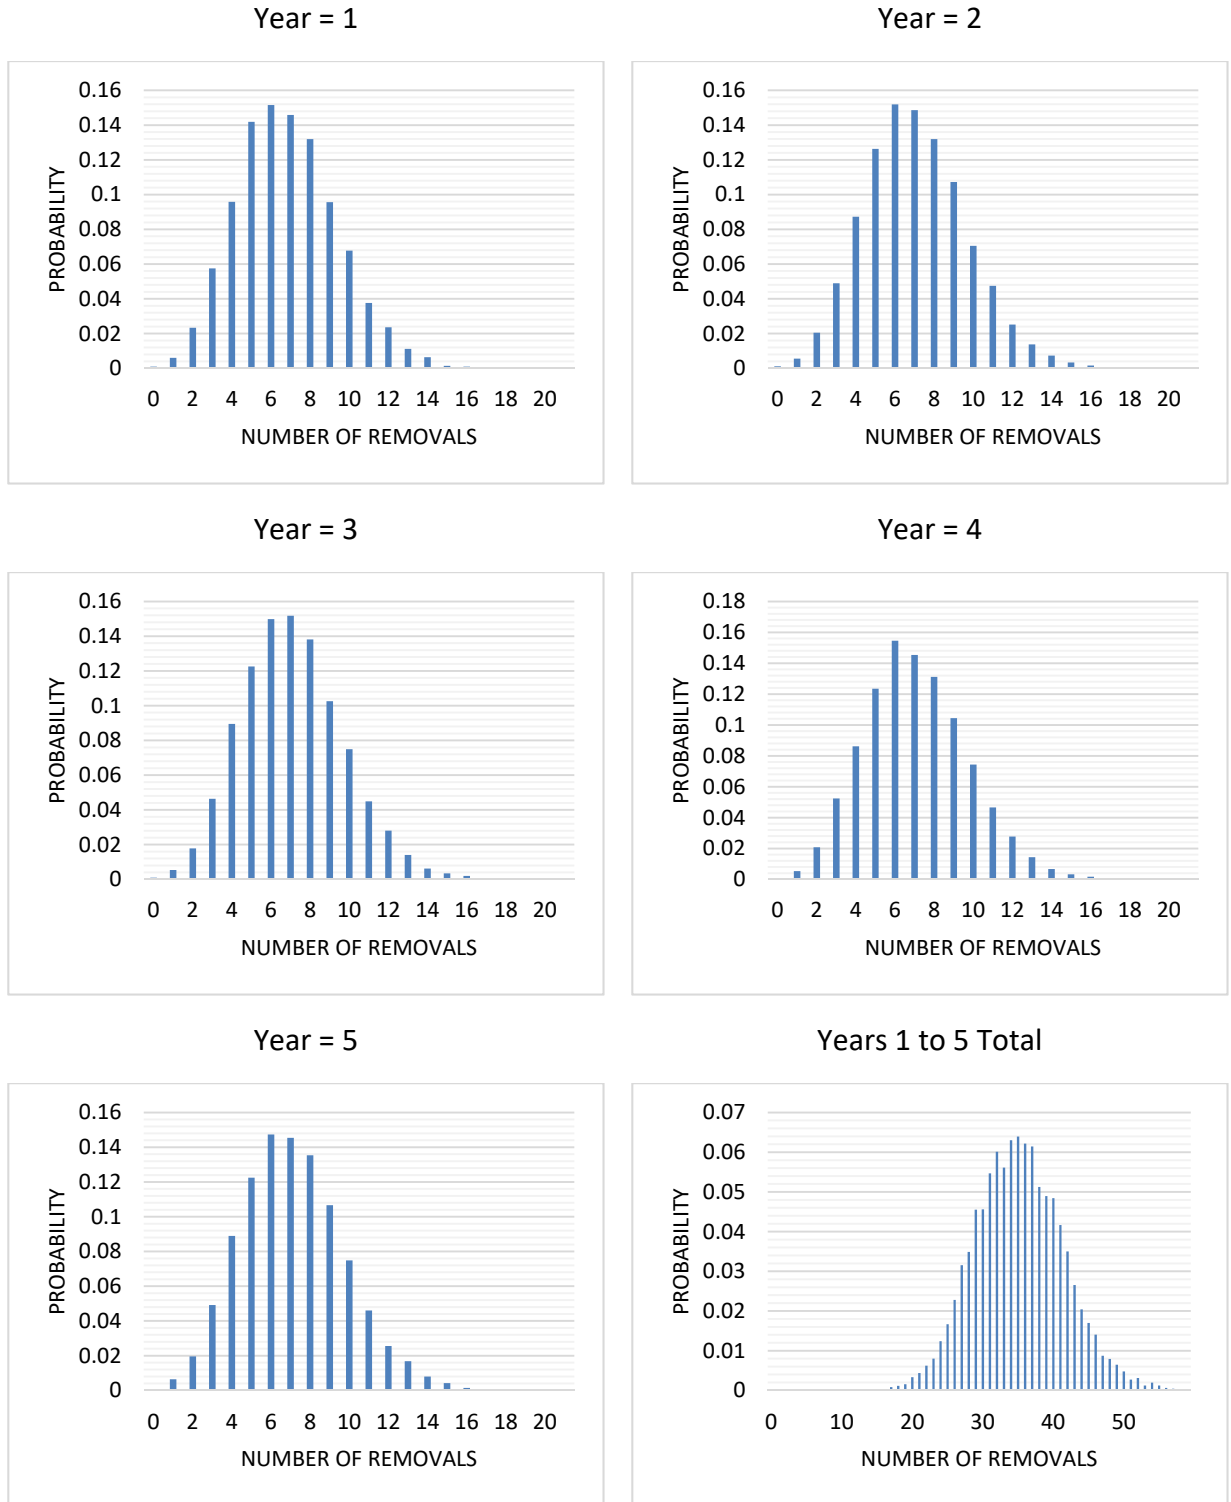 Year = 1
0.16
0.14
0.12
0.1
0.08
0.06
0.04
0.02
0
PROBABILITY
0 2 4 6 8 10 12 14 16 18 20
NUMBER OF REMOVALS
Year = 2
0.16
0.14
0.12
0.1
0.08
0.06
0.04
0.02
0
PROBABILITY
0 2 4 6 8 10 12 14 16 18 20
NUMBER OF REMOVALS
Year = 3
0.16
0.14
0.12
0.1
0.08
0.06
0.04
0.02
0
PROBABILITY
0 2 4 6 8 10 12 14 16 18 20
NUMBER OF REMOVALS
Year = 4
0.18
0.16
0.14
0.12
0.1
0.08
0.06
0.04
0.02
0
PROBABILITY
0 2 4 6 8 10 12 14 16 18 20
NUMBER OF REMOVALS
Year = 5
0.16
0.14
0.12
0.1
0.08
0.06
0.04
0.02
0
PROBABILITY
0 2 4 6 8 10 12 14 16 18 20
NUMBER OF REMOVALS
Years 1 to 5 Total
0.07
0.06
0.05
0.04
0.03
0.02
0.01
0
PROBABILITY
0 10 20 30 40 50
NUMBER OF REMOVALS